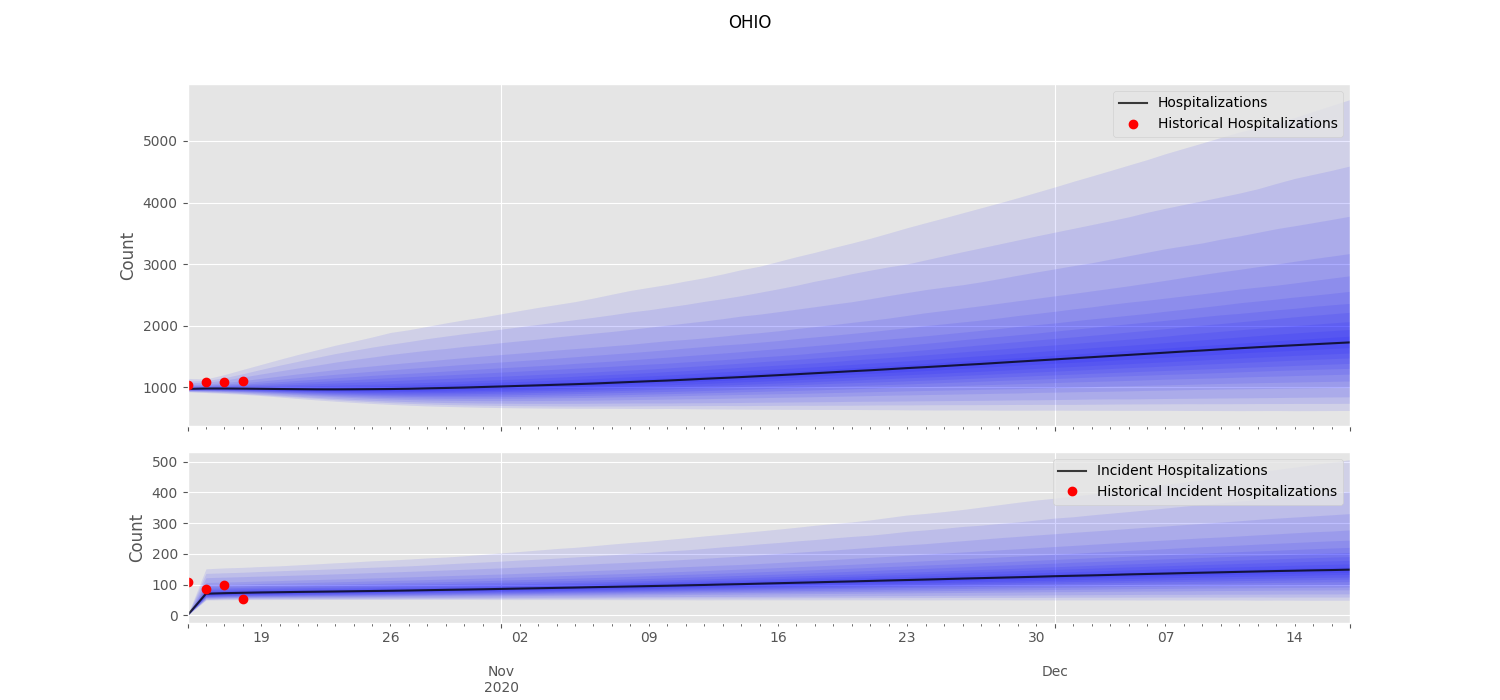 OHIO
Hospitalizations
Historical Hospitalizations
Count
5000
4000
3000
2000
1000
Incident Hospitalizations
Historical Incident Hospitalizations
Count
500
400
300
200
100
0
19 26 02 09 16 23 30 07 14
Nov Dec
2020